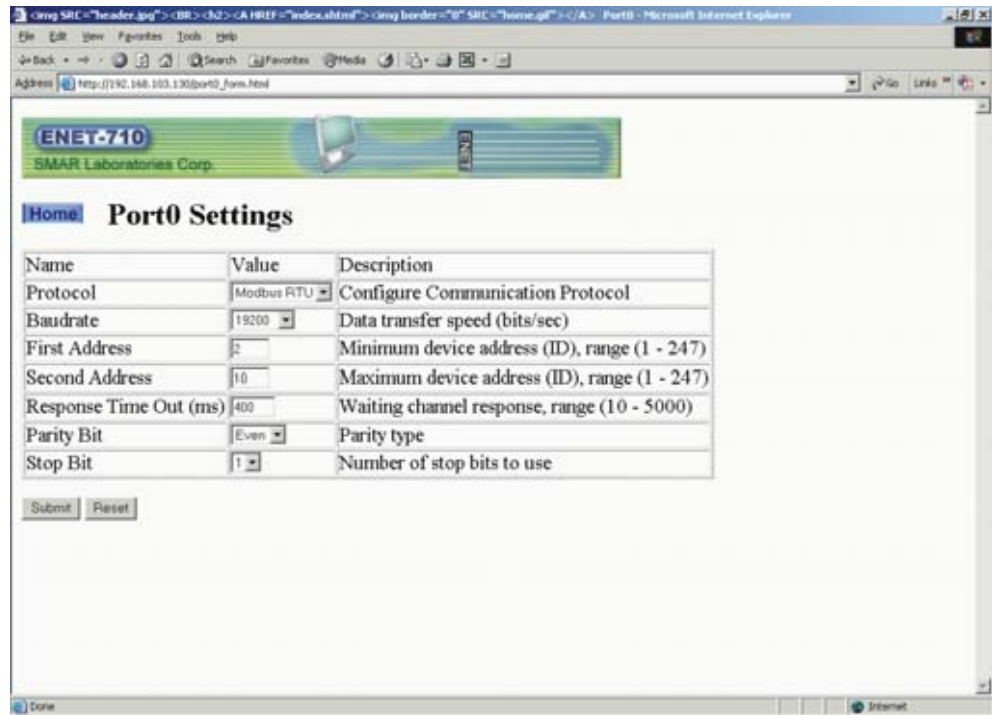 <img SRC="header.jpg"><BR><h2><A HREF="index.shtml"><img border="0" SRC="home.gif"></A> Port0 - Microsoft Internet Explorer
File Edit View Favorites Tools Help
Back Search Favorites Media
Address http://192.168.103.130/port0_form.html Go Links
ENET-710
SMAR Laboratories Corp.
Home Port0 Settings
Name Value Description
Protocol Modbus RTU Configure Communication Protocol
Baudrate 19200 Data transfer speed (bits/sec)
First Address 2 Minimum device address (ID), range (1 - 247)
Second Address 10 Maximum device address (ID), range (1 - 247)
Response Time Out (ms) 400 Waiting channel response, range (10 - 5000)
Parity Bit Even Parity type
Stop Bit 1 Number of stop bits to use
Submit Reset
Done Internet